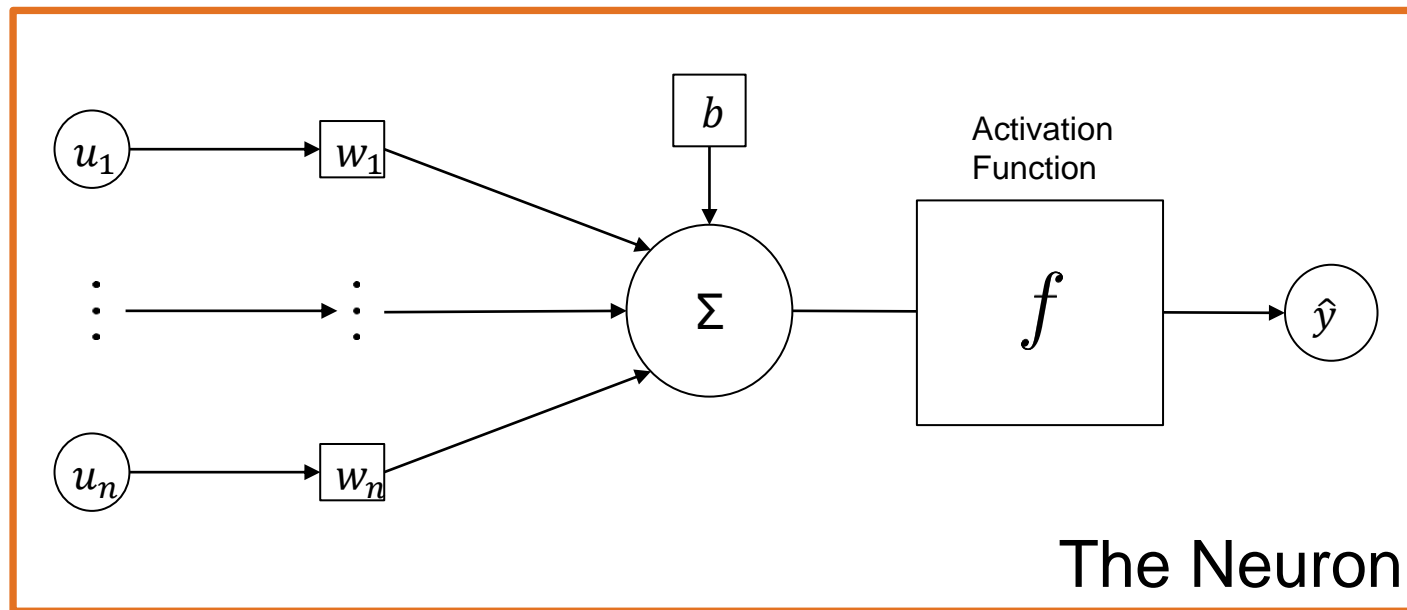 b
Activation
Function
u₁ w₁
⋮ ⋮ Σ f ŷ
uₙ wₙ
The Neuron